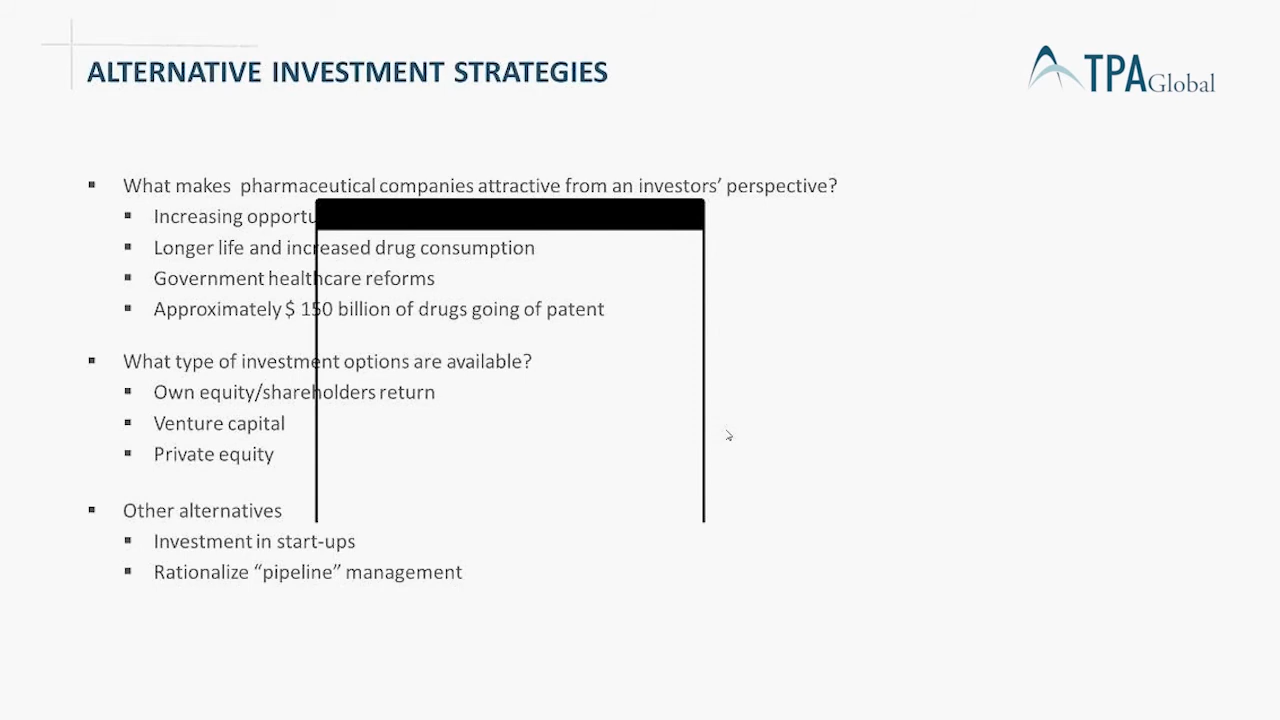 ALTERNATIVE INVESTMENT STRATEGIES
TPA Global
What makes pharmaceutical companies attractive from an investors’ perspective?
Increasing
Longer life and increased drug consumption
Government healthcare reforms
Approximately $ 150 billion of drugs going of patent
What type of investment options are available?
Own equity/shareholders return
Venture capital
Private equity
Other alternatives
Investment in start-ups
Rationalize “pipeline” management